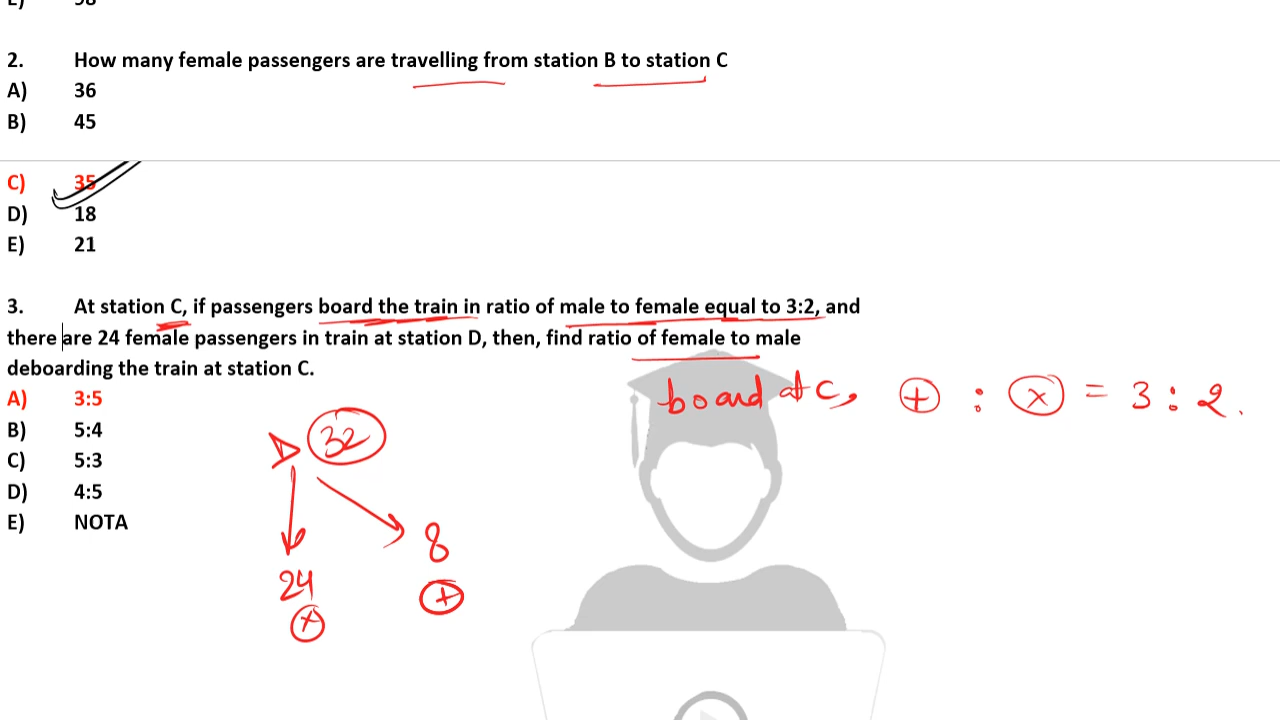 E) 98
2. How many female passengers are travelling from station B to station C
A) 36
B) 45
C) 35
D) 18
E) 21
3. At station C, if passengers board the train in ratio of male to female equal to 3:2, and
there are 24 female passengers in train at station D, then, find ratio of female to male
deboarding the train at station C.
A) 3:5
B) 5:4
C) 5:3
D) 4:5
E) NOTA
board at C, + : x = 3:2.
D 32
24 8
x +